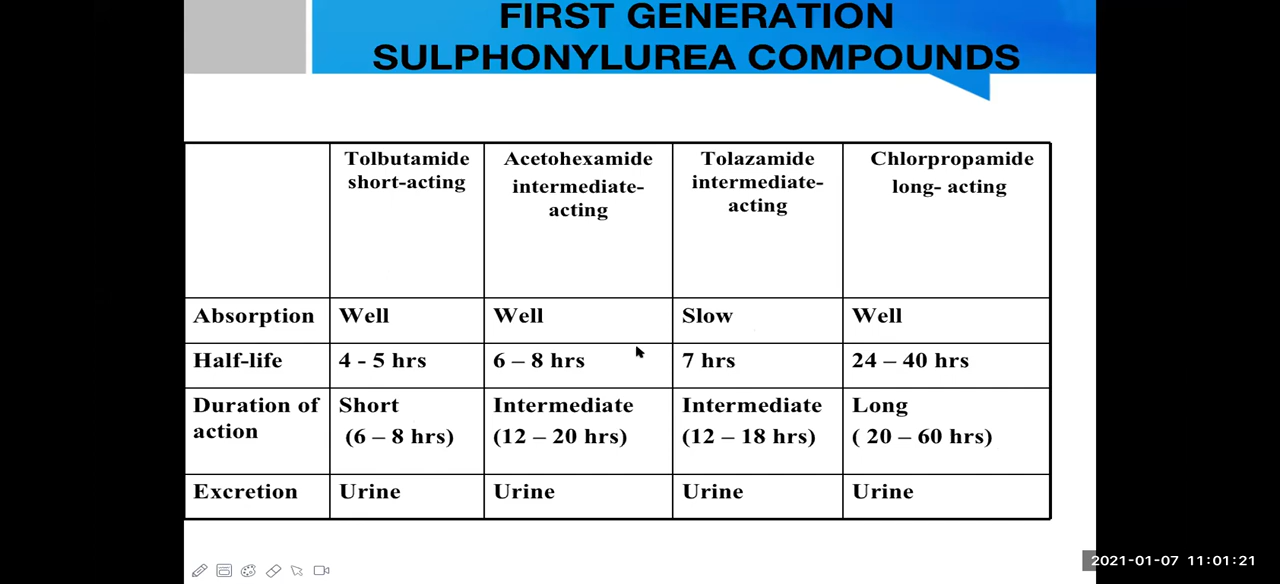 FIRST GENERATION
SULPHONYLUREA COMPOUNDS
Tolbutamide
short-acting
Acetohexamide
intermediate-
acting
Tolazamide
intermediate-
acting
Chlorpropamide
long- acting
Absorption Well Well Slow Well
Half-life 4 - 5 hrs 6 – 8 hrs 7 hrs 24 – 40 hrs
Duration of
action
Short
(6 – 8 hrs)
Intermediate
(12 – 20 hrs)
Intermediate
(12 – 18 hrs)
Long
( 20 – 60 hrs)
Excretion Urine Urine Urine Urine
2021-01-07 11:01:21